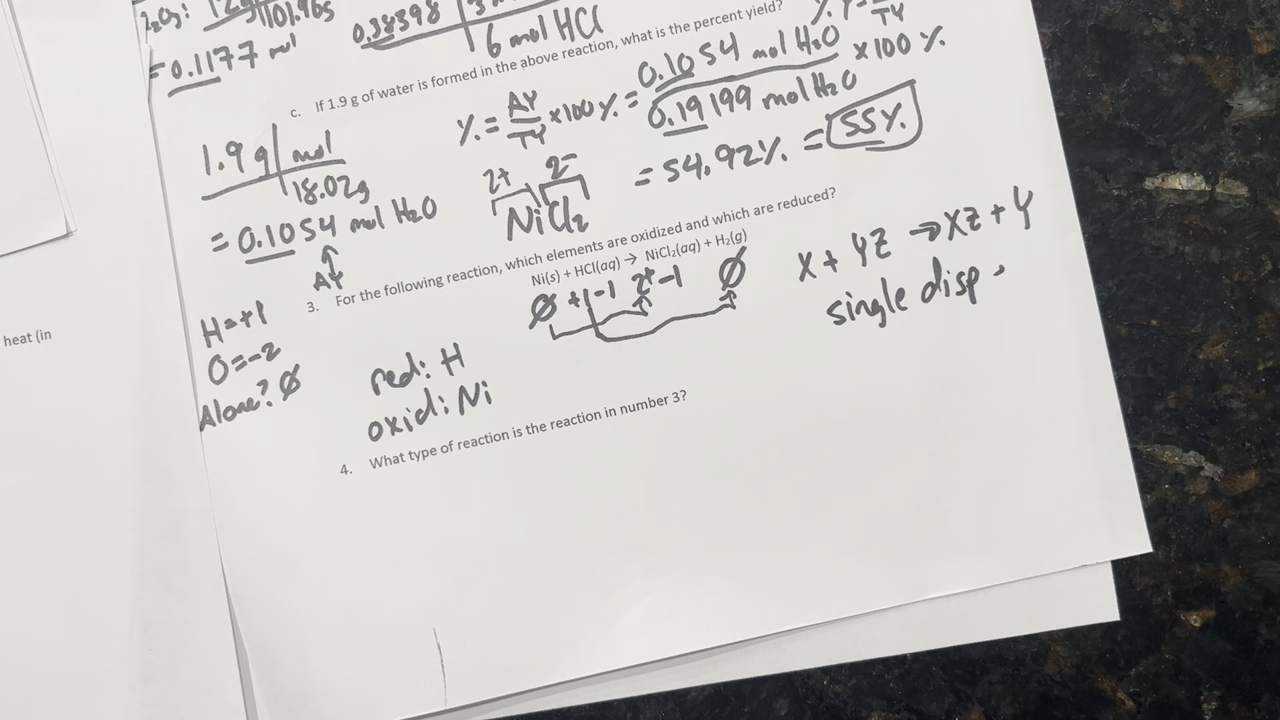 = 0.1177 mol
0.38398
6 mol HCl
c. If 1.9 g of water is formed in the above reaction, what is the percent yield?
TY
1.9 g | mol
18.02g
= 0.1054 mol H2O
AY
%. = AY/TY ×100 %. = 0.1054 mol H2O / 0.19199 mol H2O × 100 %
= 54.92%. = 55%.
2+ 2-
NiCl2
3. For the following reaction, which elements are oxidized and which are reduced?
Ni(s) + HCl(aq) → NiCl2(aq) + H2(g)
Ø +1 -1 2+ -1 Ø
X + YZ → XZ + Y
single disp.
H=+1
O=-2
Alone? Ø
red: H
oxid: Ni
4. What type of reaction is the reaction in number 3?
heat (in